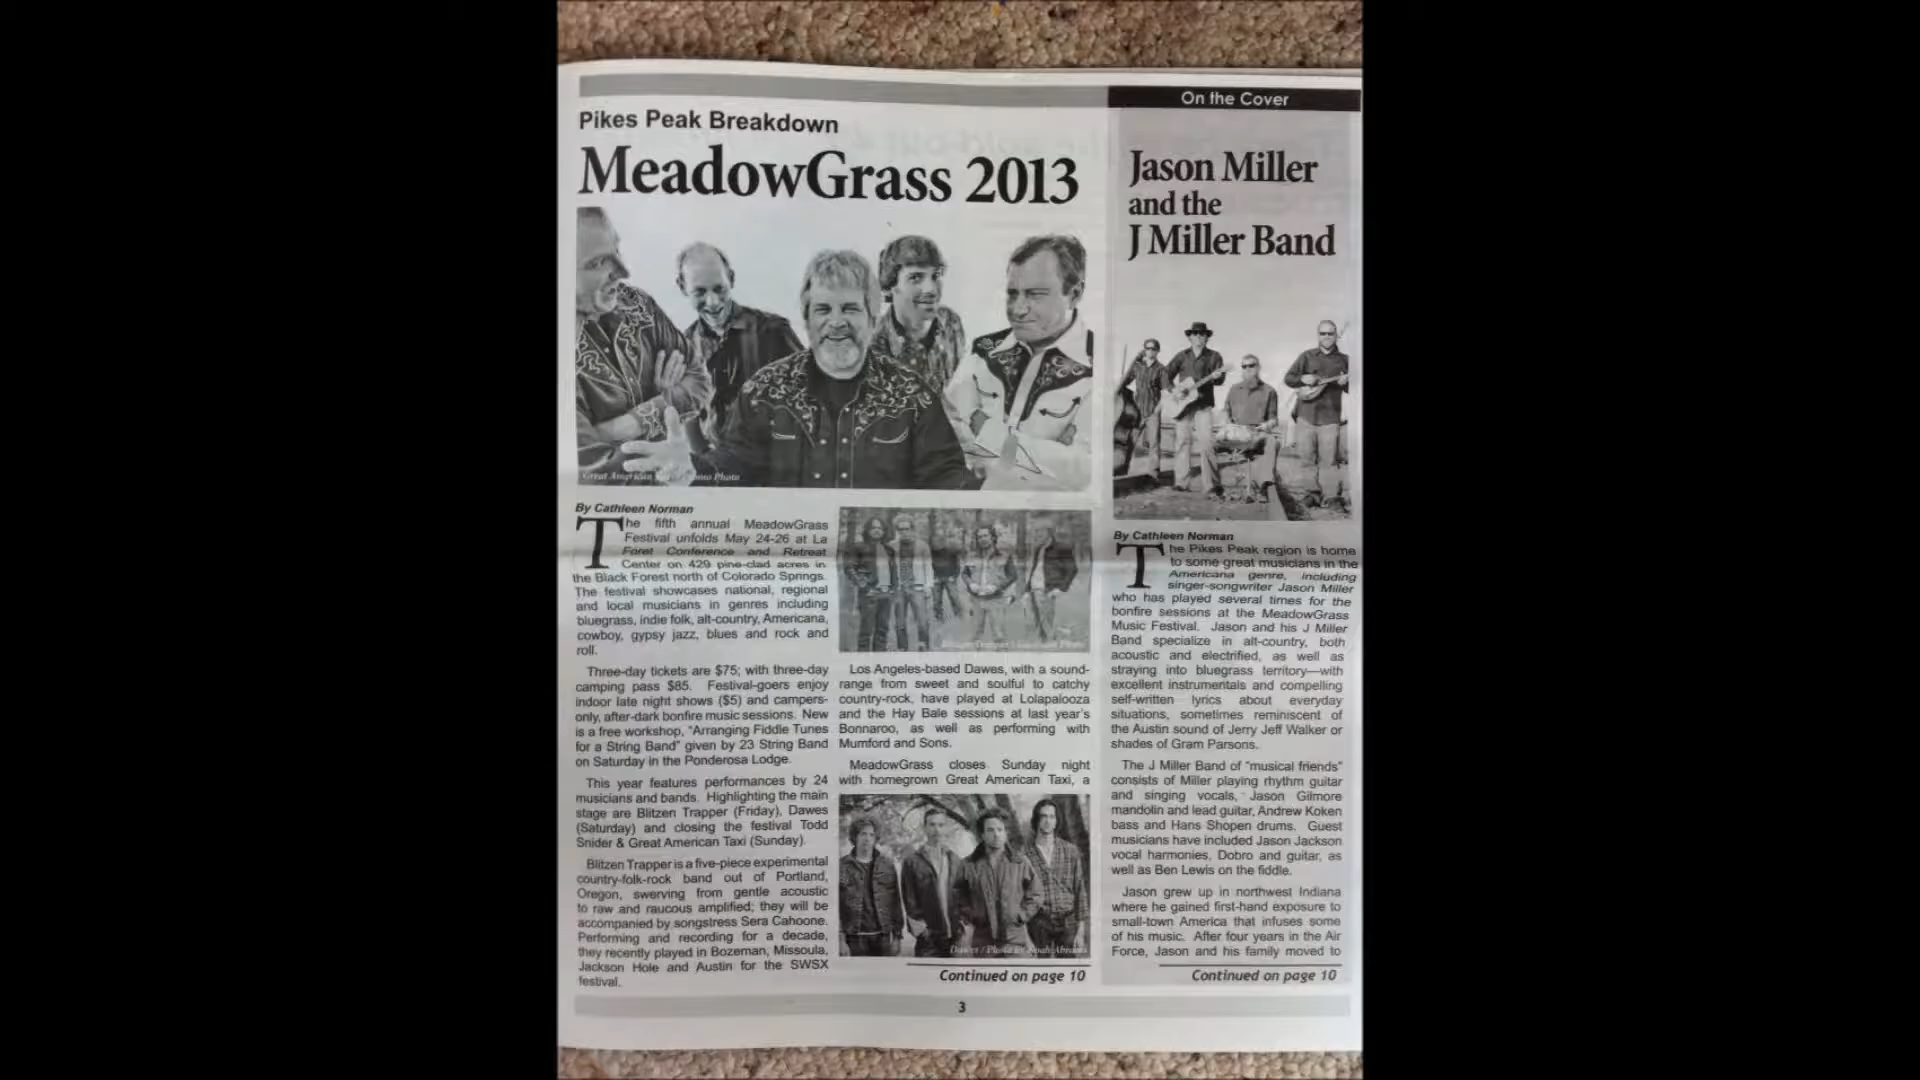 Pikes Peak Breakdown
MeadowGrass 2013
Great American
Photo
By Cathleen Norman
The fifth annual MeadowGrass
Festival unfolds May 24-26 at La
Foret Conference and Retreat
Center on 429 pine-clad acres in
the Black Forest north of Colorado Springs.
The festival showcases national, regional
and local musicians in genres including
bluegrass, indie folk, alt-country, Americana,
cowboy, gypsy jazz, blues and rock and
roll.
Three-day tickets are $75; with three-day
camping pass $85. Festival-goers enjoy
indoor late night shows ($5) and campers-
only, after-dark bonfire music sessions. New
is a free workshop, "Arranging Fiddle Tunes
for a String Band" given by 23 String Band
on Saturday in the Ponderosa Lodge.
This year features performances by 24
musicians and bands. Highlighting the main
stage are Blitzen Trapper (Friday), Dawes
(Saturday) and closing the festival Todd
Snider & Great American Taxi (Sunday).
Blitzen Trapper is a five-piece experimental
country-folk-rock band out of Portland,
Oregon, swerving from gentle acoustic
to raw and raucous amplified; they will be
accompanied by songstress Sera Cahoone.
Performing and recording for a decade,
they recently played in Bozeman, Missoula,
Jackson Hole and Austin for the SWSX
festival.
Los Angeles-based Dawes, with a sound-
range from sweet and soulful to catchy
country-rock, have played at Lolapalooza
and the Hay Bale sessions at last year's
Bonnaroo, as well as performing with
Mumford and Sons.
MeadowGrass closes Sunday night
with homegrown Great American Taxi, a
Dawes / Photo by Noah Abrams
Continued on page 10
On the Cover
Jason Miller
and the
J Miller Band
By Cathleen Norman
The Pikes Peak region is home
to some great musicians in the
Americana genre, including
singer-songwriter Jason Miller
who has played several times for the
bonfire sessions at the MeadowGrass
Music Festival. Jason and his J Miller
Band specialize in alt-country, both
acoustic and electrified, as well as
straying into bluegrass territory—with
excellent instrumentals and compelling
self-written lyrics about everyday
situations, sometimes reminiscent of
the Austin sound of Jerry Jeff Walker or
shades of Gram Parsons.
The J Miller Band of "musical friends"
consists of Miller playing rhythm guitar
and singing vocals, Jason Gilmore
mandolin and lead guitar, Andrew Koken
bass and Hans Shopen drums. Guest
musicians have included Jason Jackson
vocal harmonies, Dobro and guitar, as
well as Ben Lewis on the fiddle.
Jason grew up in northwest Indiana
where he gained first-hand exposure to
small-town America that infuses some
of his music. After four years in the Air
Force, Jason and his family moved to
Continued on page 10
3